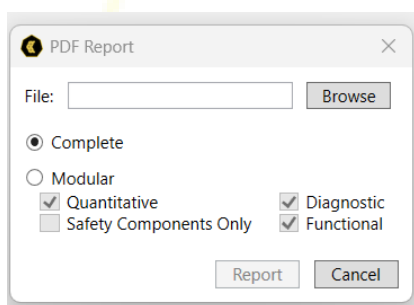 PDF Report
File: Browse
Complete
Modular
Quantitative Diagnostic
Safety Components Only Functional
Report Cancel